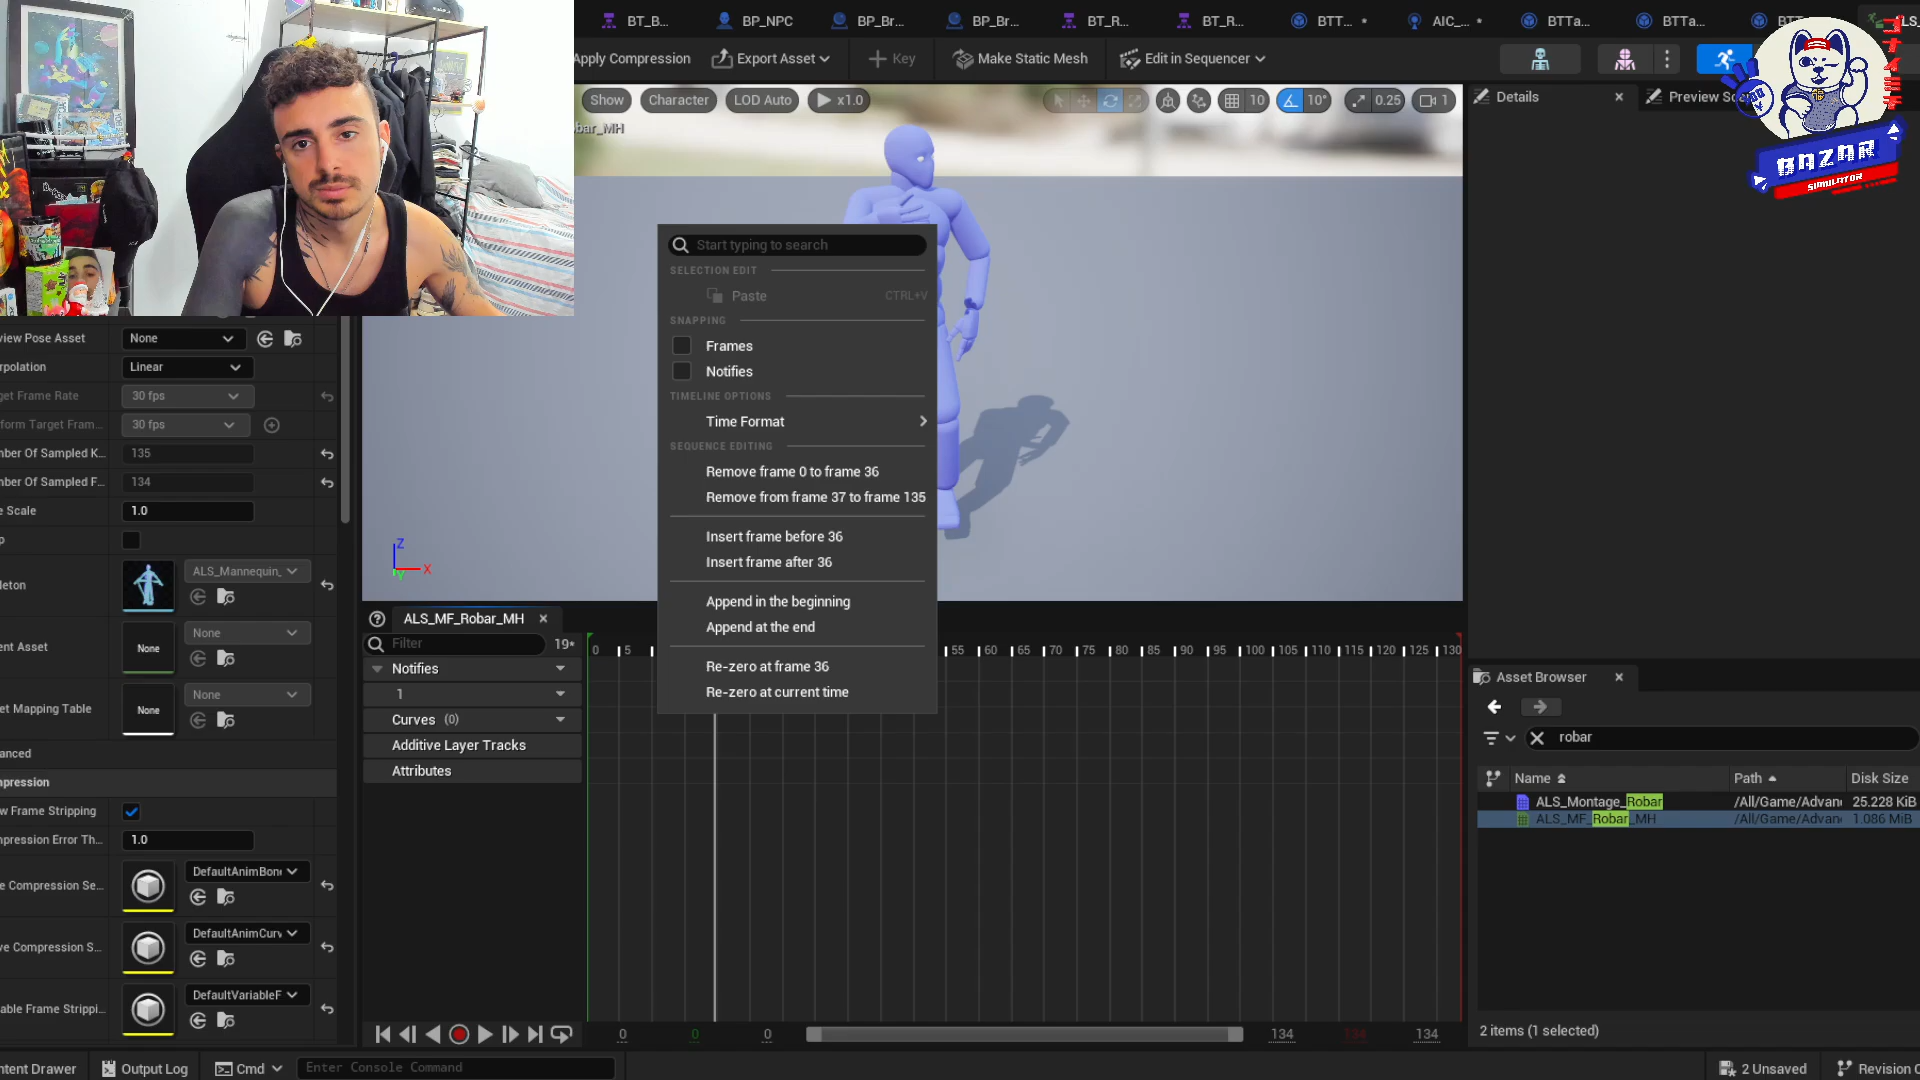 BT_B...
BP_NPC
BP_Br...
BP_Br...
BT_R...
BT_R...
BTT...
AIC_...
BTTa...
BTTa...
Apply Compression
Export Asset
Key
Make Static Mesh
Edit in Sequencer
Show
Character
LOD Auto
x1.0
10
10°
0.25
1
Details
bar_MH
BAZAR
SIMULATOR
Start typing to search
SELECTION EDIT
Paste
CTRL+V
SNAPPING
Frames
Notifies
TIMELINE OPTIONS
Time Format
SEQUENCE EDITING
Remove frame 0 to frame 36
Remove from frame 37 to frame 135
Insert frame before 36
Insert frame after 36
Append in the beginning
Append at the end
Re-zero at frame 36
Re-zero at current time
view Pose Asset
None
rpolation
Linear
get Frame Rate
30 fps
form Target Fram...
30 fps
mber Of Sampled K...
135
mber Of Sampled F...
134
e Scale
1.0
p
leton
ALS_Mannequin_
ent Asset
None
None
et Mapping Table
None
None
anced
mpression
w Frame Stripping
mpression Error Th...
1.0
e Compression Se...
DefaultAnimBon
ve Compression S...
DefaultAnimCurv
able Frame Strippi...
DefaultVariableF
Z
X
Y
ALS_MF_Robar_MH
Filter
19*
Notifies
1
Curves (0)
Additive Layer Tracks
Attributes
0 5 55 60 65 70 75 80 85 90 95 100 105 110 115 120 125 130
0 0 0 134 134 134
Asset Browser
robar
Name
Path
Disk Size
ALS_Montage_Robar
/All/Game/Advan
25.228 KiB
ALS_MF_Robar_MH
/All/Game/Advan
1.086 MiB
2 items (1 selected)
ntent Drawer
Output Log
Cmd
Enter Console Command
2 Unsaved
Revision C